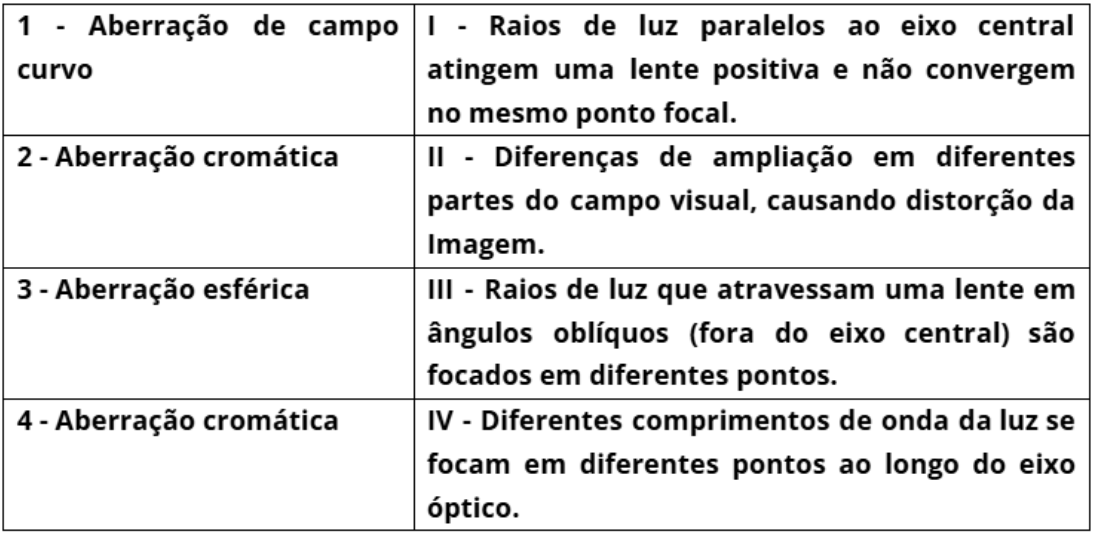 1 - Aberração de campo
curvo
I - Raios de luz paralelos ao eixo central
atingem uma lente positiva e não convergem
no mesmo ponto focal.
2 - Aberração cromática
II - Diferenças de ampliação em diferentes
partes do campo visual, causando distorção da
Imagem.
3 - Aberração esférica
III - Raios de luz que atravessam uma lente em
ângulos oblíquos (fora do eixo central) são
focados em diferentes pontos.
4 - Aberração cromática
IV - Diferentes comprimentos de onda da luz se
focam em diferentes pontos ao longo do eixo
óptico.